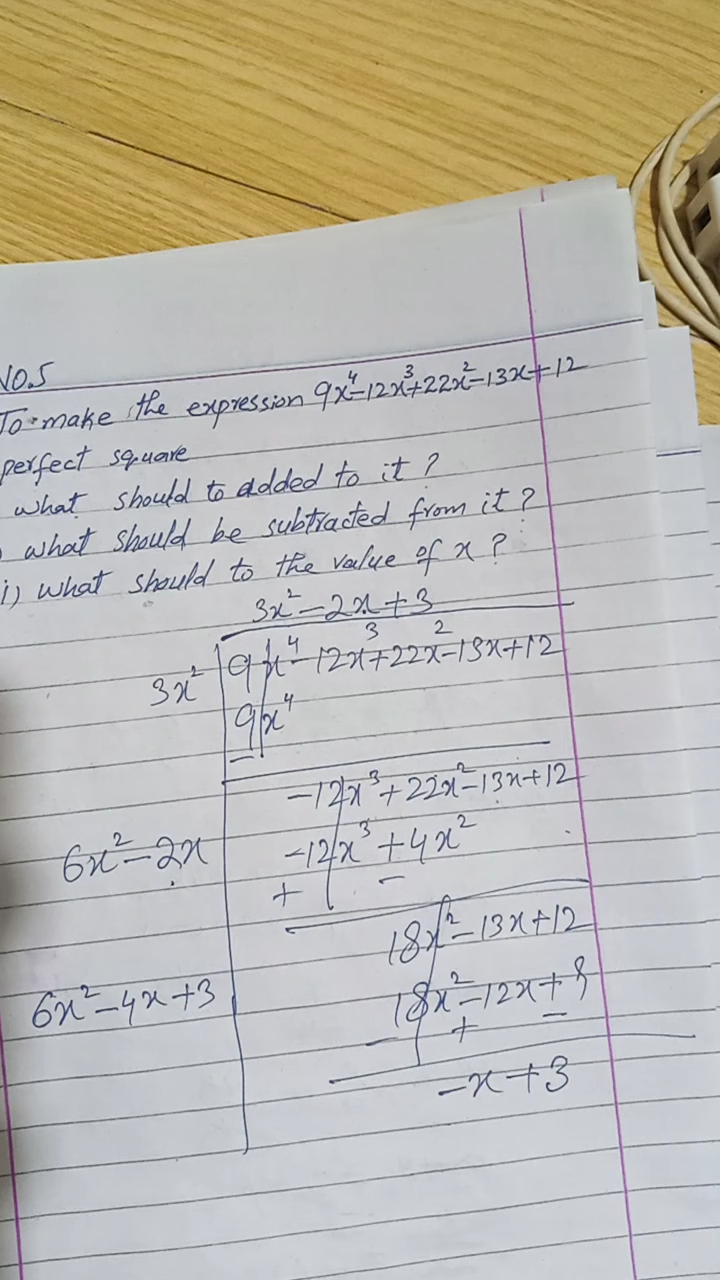 NO.5
To make the expression 9x⁴-12x³+22x²-13x+12
perfect square
what should to added to it?
what should be subtracted from it?
i) what should to the value of x?
3x²-2x+3
3x² 9x⁴-12x³+22x²-13x+12
9x⁴
-
-12x³+22x²-13x+12
6x²-2x -12x³+4x²
+ -
18x²-13x+12
6x²-4x+3 18x²-12x+9
- + -
-x+3